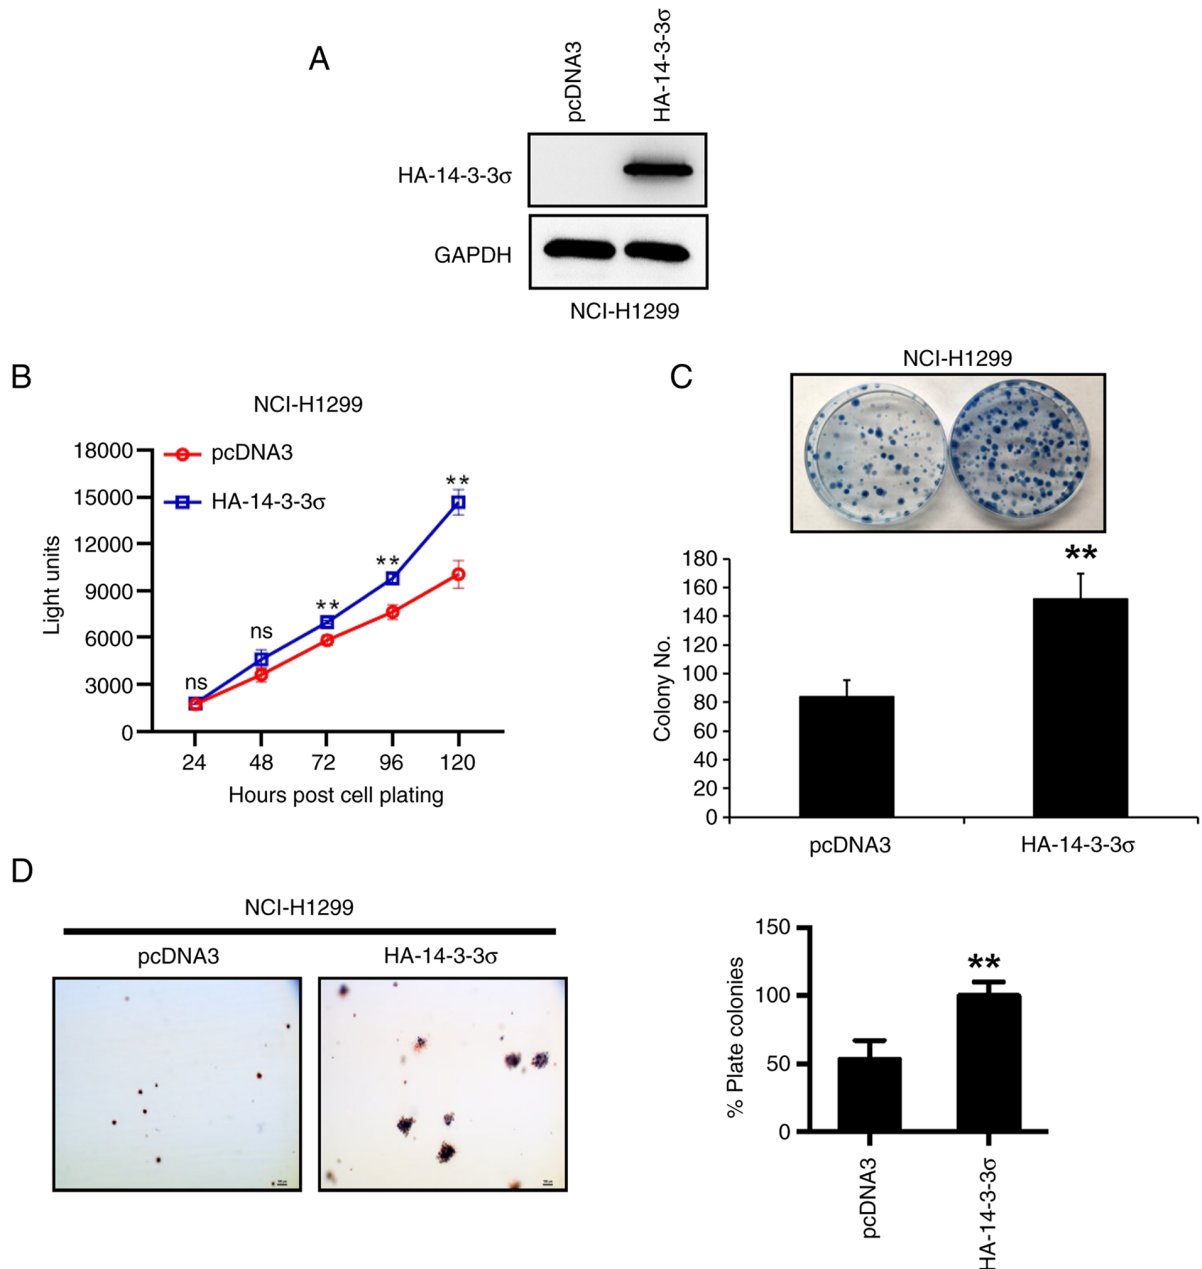 A
pcDNA3
HA-14-3-3σ
HA-14-3-3σ
GAPDH
NCI-H1299
B
NCI-H1299
18000
15000
12000
9000
6000
3000
0
pcDNA3
HA-14-3-3σ
ns
ns
**
**
**
Light units
24 48 72 96 120
Hours post cell plating
C
NCI-H1299
180
160
140
120
100
80
60
40
20
0
**
Colony No.
pcDNA3 HA-14-3-3σ
D
NCI-H1299
pcDNA3 HA-14-3-3σ
150
100
50
0
**
% Plate colonies
pcDNA3
HA-14-3-3σ